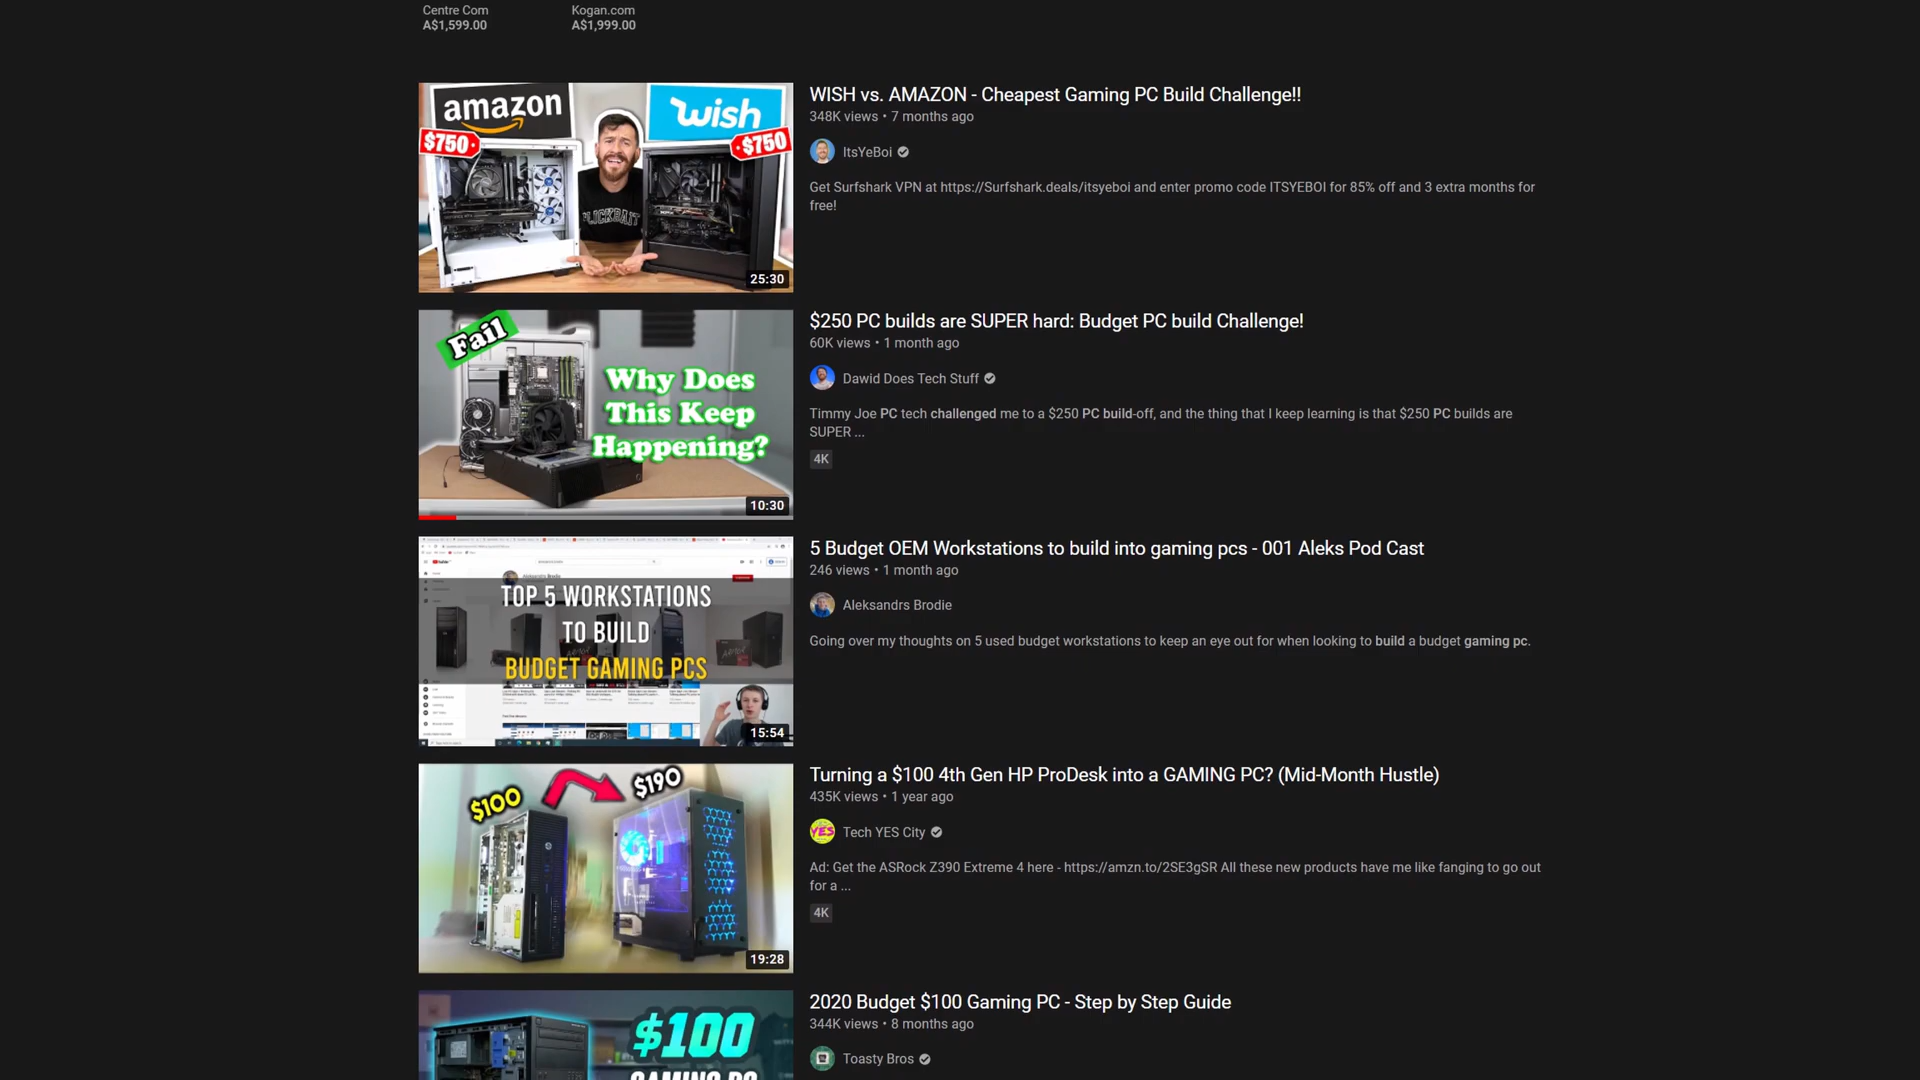 Centre Com
A$1,599.00
Kogan.com
A$1,999.00
amazon
wish
$750
$750
CLICKBAIT
25:30
WISH vs. AMAZON - Cheapest Gaming PC Build Challenge!!
348K views • 7 months ago
ItsYeBoi
Get Surfshark VPN at https://Surfshark.deals/itsyeboi and enter promo code ITSYEBOI for 85% off and 3 extra months for
free!
Fail
Why Does
This Keep
Happening?
10:30
$250 PC builds are SUPER hard: Budget PC build Challenge!
60K views • 1 month ago
Dawid Does Tech Stuff
Timmy Joe PC tech challenged me to a $250 PC build-off, and the thing that I keep learning is that $250 PC builds are
SUPER ...
4K
TOP 5 WORKSTATIONS
TO BUILD
BUDGET GAMING PCS
15:54
5 Budget OEM Workstations to build into gaming pcs - 001 Aleks Pod Cast
246 views • 1 month ago
Aleksandrs Brodie
Going over my thoughts on 5 used budget workstations to keep an eye out for when looking to build a budget gaming pc.
$100
$190
19:28
Turning a $100 4th Gen HP ProDesk into a GAMING PC? (Mid-Month Hustle)
435K views • 1 year ago
YES
Tech YES City
Ad: Get the ASRock Z390 Extreme 4 here - https://amzn.to/2SE3gSR All these new products have me like fanging to go out
for a ...
4K
$100
GAMING PC
2020 Budget $100 Gaming PC - Step by Step Guide
344K views • 8 months ago
Toasty Bros